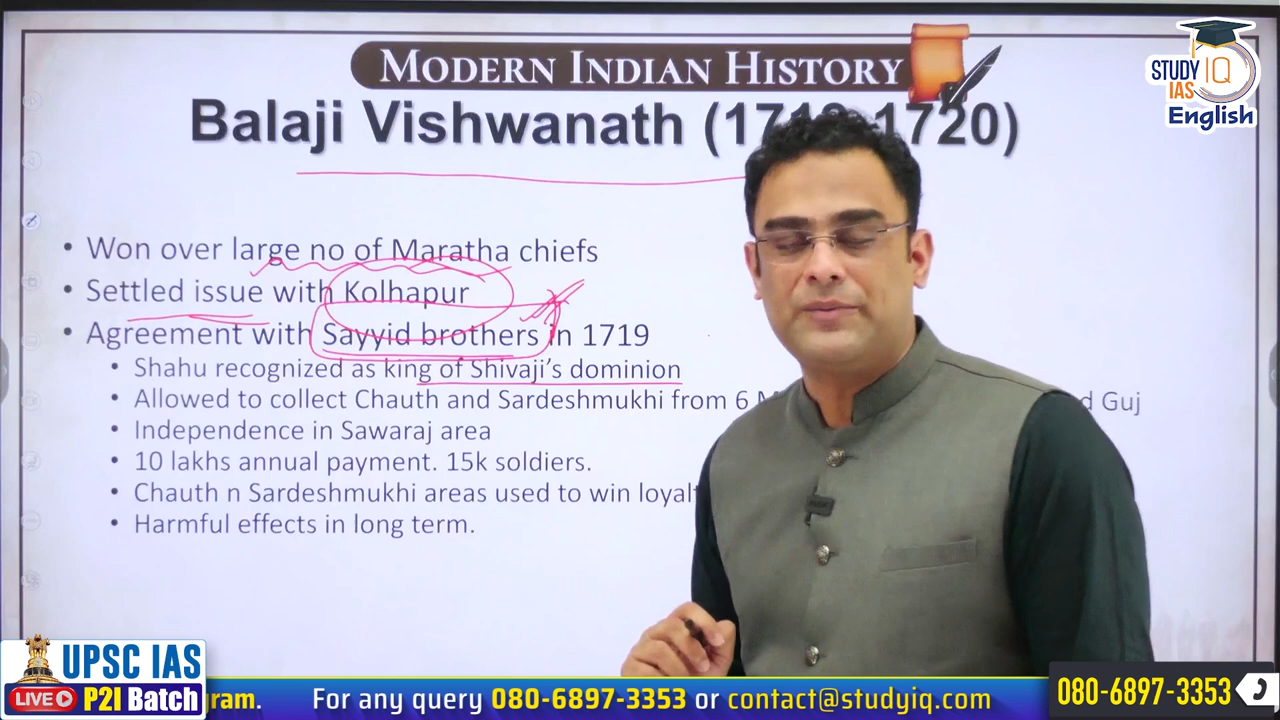 MODERN INDIAN HISTORY
STUDY IQ
IAS
English
Balaji Vishwanath (1713-1720)
• Won over large no of Maratha chiefs
• Settled issue with Kolhapur
• Agreement with Sayyid brothers in 1719
• Shahu recognized as king of Shivaji's dominion
• Allowed to collect Chauth and Sardeshmukhi from 6 Guj
• Independence in Sawaraj area
• 10 lakhs annual payment. 15k soldiers.
• Chauth n Sardeshmukhi areas used to win
• Harmful effects in long term.
UPSC IAS
LIVE P2I Batch
For any query 080-6897-3353 or contact@studyiq.com
080-6897-3353